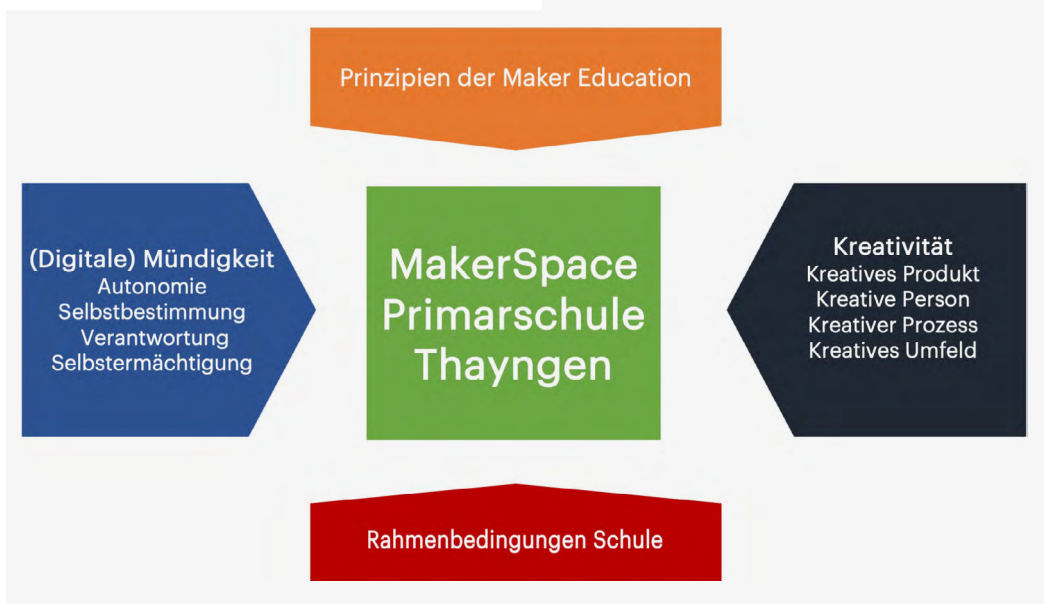 Prinzipien der Maker Education
(Digitale) Mündigkeit
Autonomie
Selbstbestimmung
Verantwortung
Selbstermächtigung
MakerSpace
Primarschule
Thayngen
Kreativität
Kreatives Produkt
Kreative Person
Kreativer Prozess
Kreatives Umfeld
Rahmenbedingungen Schule